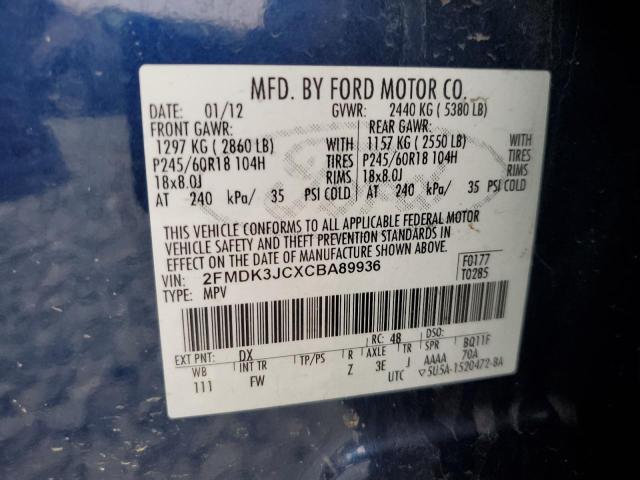 MFD. BY FORD MOTOR CO.
DATE: 01/12 GVWR: 2440 KG ( 5380 LB)
FRONT GAWR: REAR GAWR:
1297 KG ( 2860 LB) WITH 1157 KG ( 2550 LB) WITH
P245/60R18 104H TIRES P245/60R18 104H TIRES
18x8.0J RIMS 18x8.0J RIMS
AT 240 kPa/ 35 PSI COLD AT 240 kPa/ 35 PSI COLD
THIS VEHICLE CONFORMS TO ALL APPLICABLE FEDERAL MOTOR
VEHICLE SAFETY AND THEFT PREVENTION STANDARDS IN
EFFECT ON THE DATE OF MANUFACTURE SHOWN ABOVE.
VIN: 2FMDK3JCXCBA89936 F0177
TYPE: MPV T0285
EXT PNT: DX RC: 48 DSO:
WB INT TR TP/PS R AXLE TR SPR BQ11F
111 FW Z 3E J AAAA 70A
UTC ▽5U5A-1520472-BA